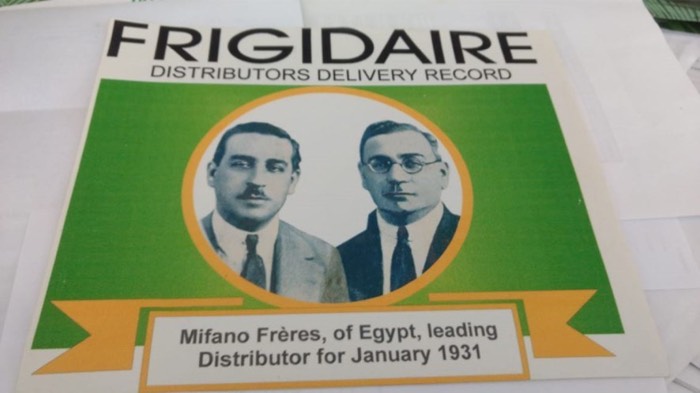 FRIGIDAIRE
DISTRIBUTORS DELIVERY RECORD
Mifano Frères, of Egypt, leading
Distributor for January 1931